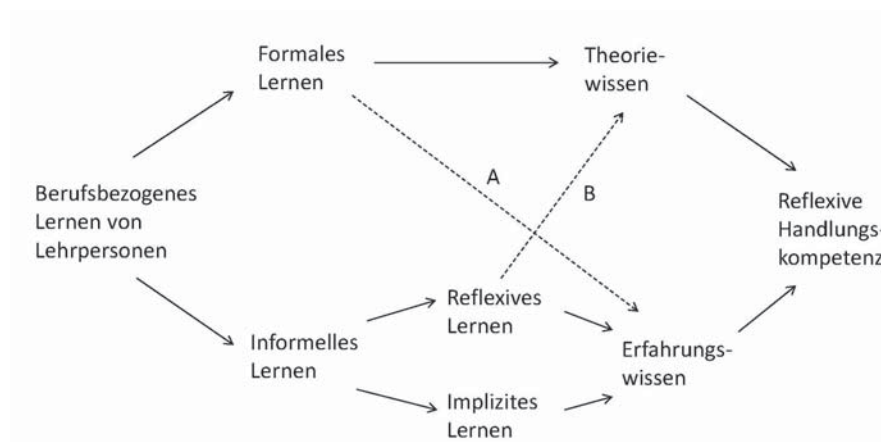 Formales
Lernen
Theorie-
wissen
A
B
Berufsbezogenes
Lernen von
Lehrpersonen
Reflexive
Handlungs-
kompetenz
Reflexives
Lernen
Informelles
Lernen
Erfahrungs-
wissen
Implizites
Lernen